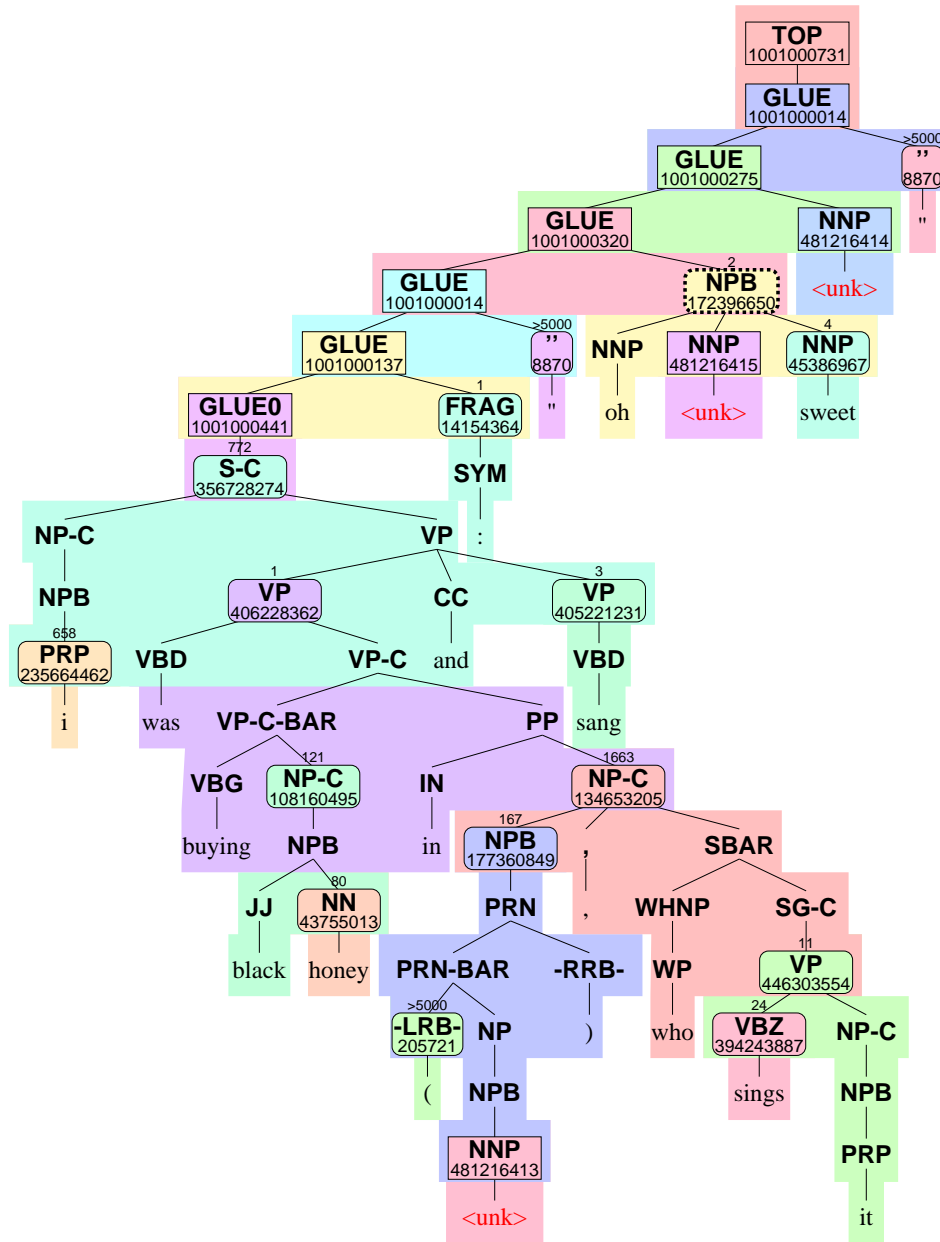 TOP
1001000731
GLUE
1001000014
>5000
GLUE
1001000275
''
8870
GLUE
1001000320
NNP
481216414
"
2
GLUE
1001000014
NPB
172396650
<unk>
>5000
4
GLUE
1001000137
''
8870
NNP
NNP
481216415
NNP
45386967
1
GLUE0
1001000441
FRAG
14154364
"
oh
<unk>
sweet
772
S-C
356728274
SYM
NP-C
VP
:
1
3
NPB
VP
406228362
CC
VP
405221231
658
PRP
235664462
VBD
VP-C
and
VBD
i
was
VP-C-BAR
PP
sang
121
1663
VBG
NP-C
108160495
IN
NP-C
134653205
167
buying
NPB
in
NPB
177360849
,
SBAR
80
JJ
NN
43755013
PRN
,
WHNP
SG-C
11
black
honey
PRN-BAR
-RRB-
WP
VP
446303554
>5000
24
-LRB-
205721
NP
)
who
VBZ
394243887
NP-C
(
NPB
sings
NPB
NNP
481216413
PRP
<unk>
it